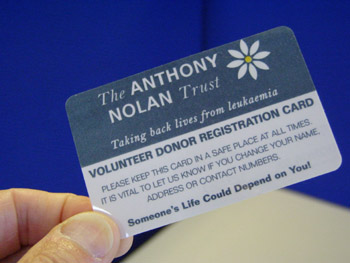 The ANTHONY
NOLAN Trust
Taking back lives from leukaemia
VOLUNTEER DONOR REGISTRATION CARD
PLEASE KEEP THIS CARD IN A SAFE PLACE AT ALL TIMES.
IT IS VITAL TO LET US KNOW IF YOU CHANGE YOUR NAME,
ADDRESS OR CONTACT NUMBERS.
Someone's Life Could Depend on You!